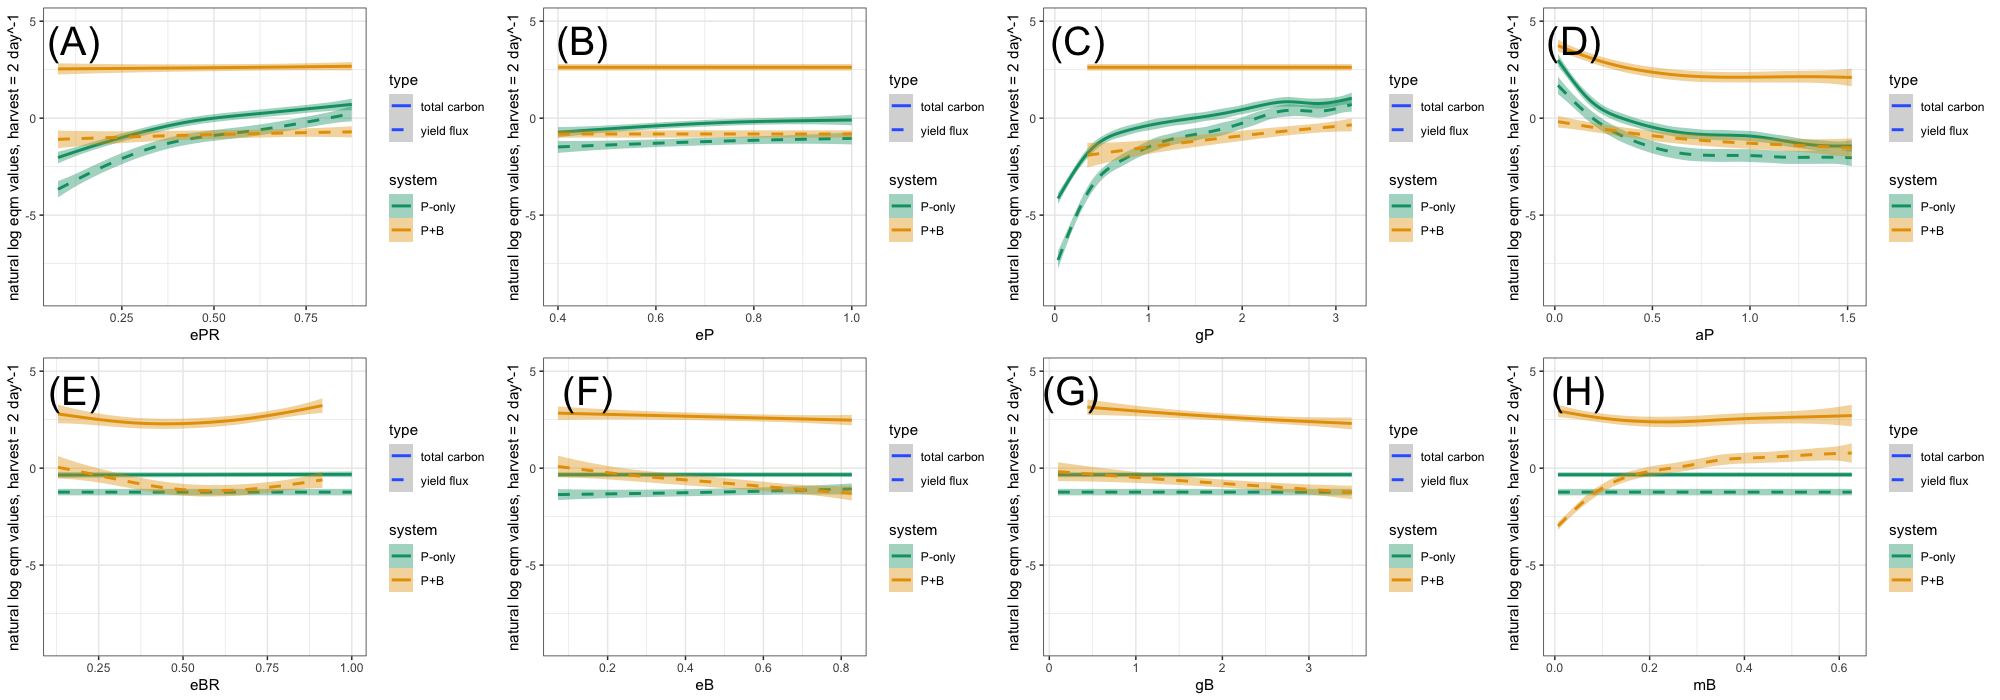 (A)
natural log eqm values, harvest = 2 day^-1
5
0
-5
0.25 0.50 0.75
ePR
type
total carbon
yield flux
system
P-only
P+B
(B)
natural log eqm values, harvest = 2 day^-1
5
0
-5
0.4 0.6 0.8 1.0
eP
type
total carbon
yield flux
system
P-only
P+B
(C)
natural log eqm values, harvest = 2 day^-1
5
0
-5
0 1 2 3
gP
type
total carbon
yield flux
system
P-only
P+B
(D)
natural log eqm values, harvest = 2 day^-1
5
0
-5
0.0 0.5 1.0 1.5
aP
type
total carbon
yield flux
system
P-only
P+B
(E)
natural log eqm values, harvest = 2 day^-1
5
0
-5
0.25 0.50 0.75 1.00
eBR
type
total carbon
yield flux
system
P-only
P+B
(F)
natural log eqm values, harvest = 2 day^-1
5
0
-5
0.2 0.4 0.6 0.8
eB
type
total carbon
yield flux
system
P-only
P+B
(G)
natural log eqm values, harvest = 2 day^-1
5
0
-5
0 1 2 3
gB
type
total carbon
yield flux
system
P-only
P+B
(H)
natural log eqm values, harvest = 2 day^-1
5
0
-5
0.0 0.2 0.4 0.6
mB
type
total carbon
yield flux
system
P-only
P+B